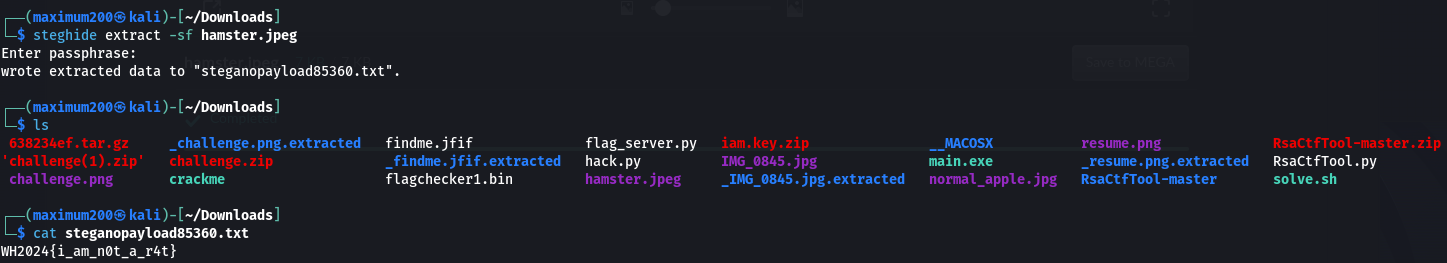 (maximum200㉿kali)-[~/Downloads]
$ steghide extract -sf hamster.jpeg
Enter passphrase:
wrote extracted data to "steganopayload85360.txt".
(maximum200㉿kali)-[~/Downloads]
$ ls
638234ef.tar.gz _challenge.png.extracted findme.jfif flag_server.py iam.key.zip __MACOSX resume.png RsaCtfTool-master.zip
'challenge(1).zip' challenge.zip _findme.jfif.extracted hack.py IMG_0845.jpg main.exe _resume.png.extracted RsaCtfTool.py
challenge.png crackme flagchecker1.bin hamster.jpeg _IMG_0845.jpg.extracted normal_apple.jpg RsaCtfTool-master solve.sh
(maximum200㉿kali)-[~/Downloads]
$ cat steganopayload85360.txt
WH2024{i_am_n0t_a_r4t}